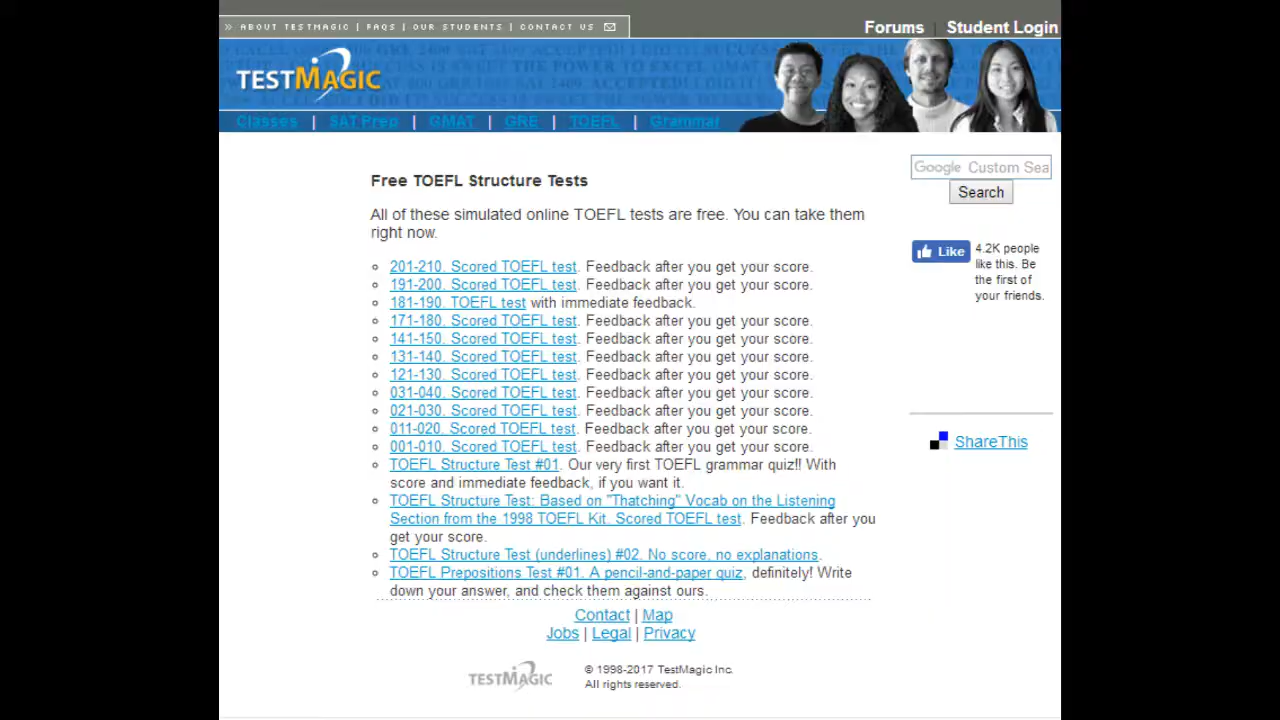 » ABOUT TESTMAGIC | FAQS | OUR STUDENTS | CONTACT US
Forums | Student Login
TESTMAGIC
Classes | SAT Prep | GMAT | GRE | TOEFL | Grammar
Google Custom Sea
Search
Free TOEFL Structure Tests
All of these simulated online TOEFL tests are free. You can take them
right now.
Like
4.2K people
like this. Be
the first of
your friends.
201-210. Scored TOEFL test. Feedback after you get your score.
191-200. Scored TOEFL test. Feedback after you get your score.
181-190. TOEFL test with immediate feedback.
171-180. Scored TOEFL test. Feedback after you get your score.
141-150. Scored TOEFL test. Feedback after you get your score.
131-140. Scored TOEFL test. Feedback after you get your score.
121-130. Scored TOEFL test. Feedback after you get your score.
031-040. Scored TOEFL test. Feedback after you get your score.
021-030. Scored TOEFL test. Feedback after you get your score.
011-020. Scored TOEFL test. Feedback after you get your score.
001-010. Scored TOEFL test. Feedback after you get your score.
TOEFL Structure Test #01. Our very first TOEFL grammar quiz!! With
score and immediate feedback, if you want it.
TOEFL Structure Test: Based on "Thatching" Vocab on the Listening
Section from the 1998 TOEFL Kit. Scored TOEFL test. Feedback after you
get your score.
TOEFL Structure Test (underlines) #02. No score, no explanations.
TOEFL Prepositions Test #01. A pencil-and-paper quiz, definitely! Write
down your answer, and check them against ours.
ShareThis
Contact | Map
Jobs | Legal | Privacy
TESTMAGIC
© 1998-2017 TestMagic Inc.
All rights reserved.